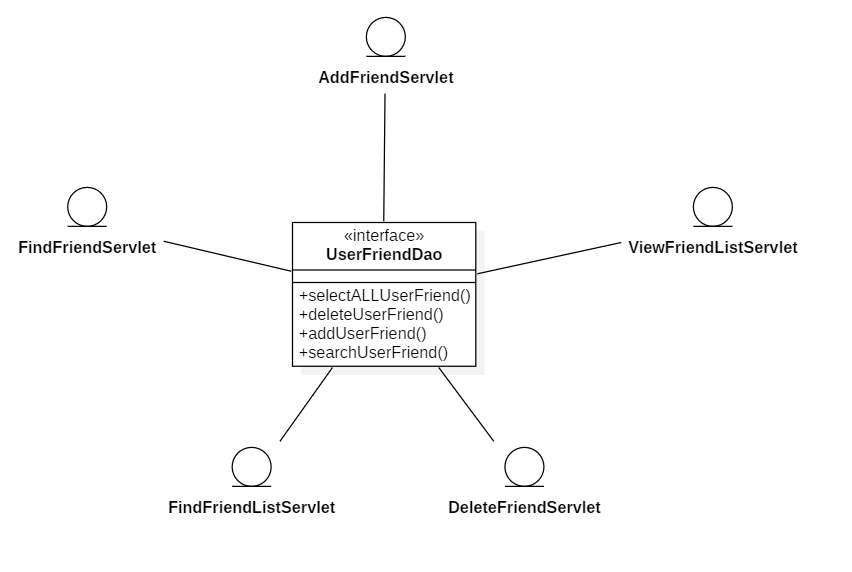 AddFriendServlet
FindFriendServlet
«interface»
UserFriendDao
+selectALLUserFriend()
+deleteUserFriend()
+addUserFriend()
+searchUserFriend()
ViewFriendListServlet
FindFriendListServlet
DeleteFriendServlet